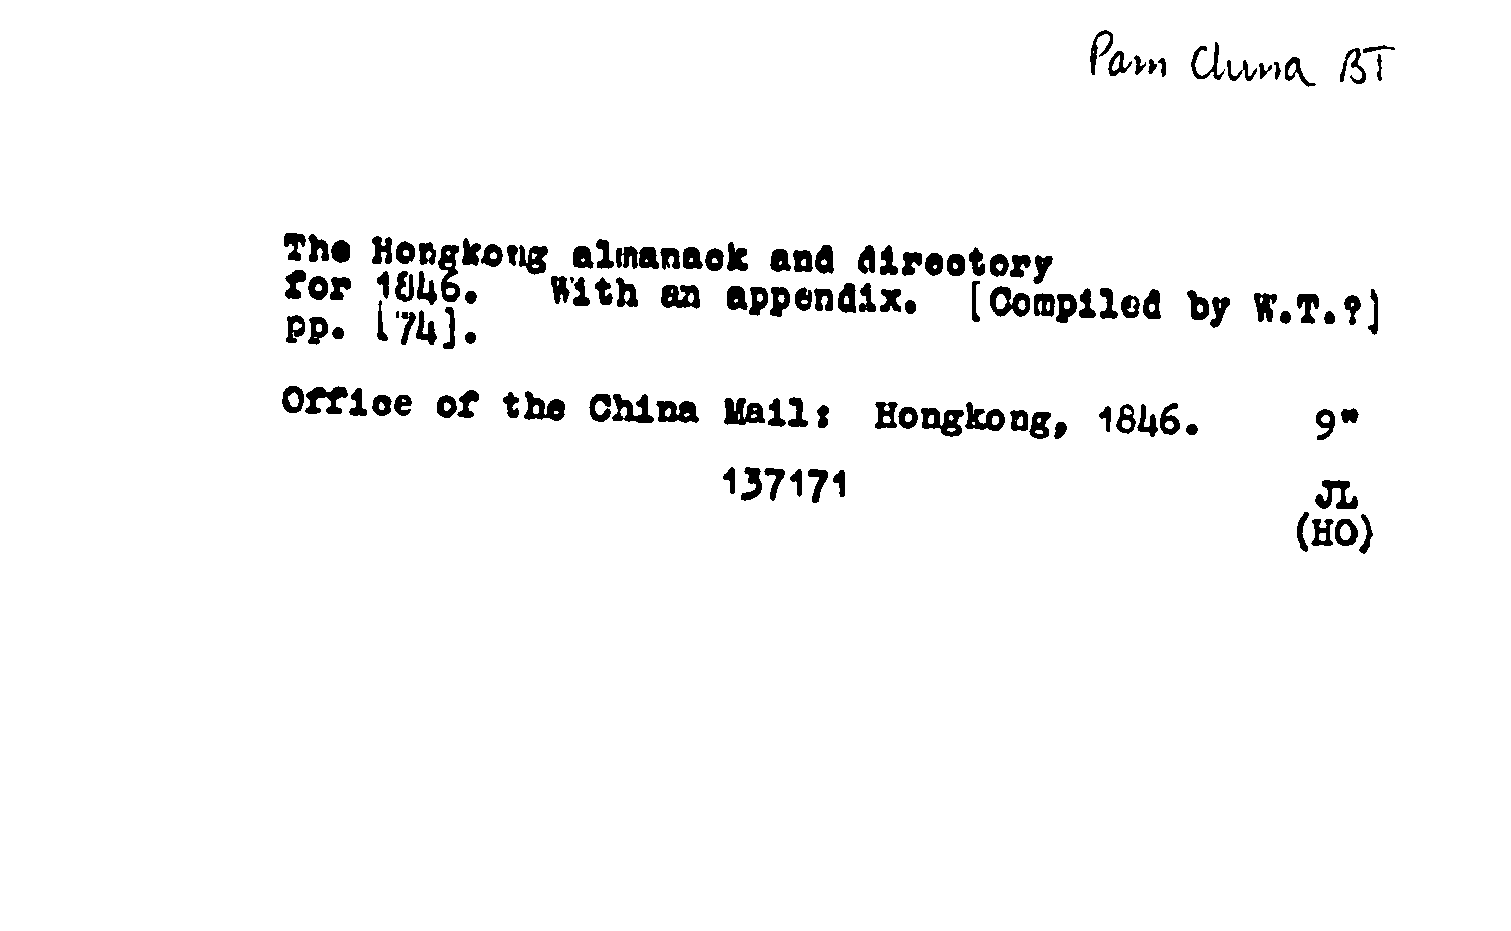 Pam China BT
The Hongkong almanack and directory
for 1846. With an appendix. [Compiled by W.T.?]
pp. [74].
Office of the China Mail: Hongkong, 1846. 9"
137171
JL
(HO)